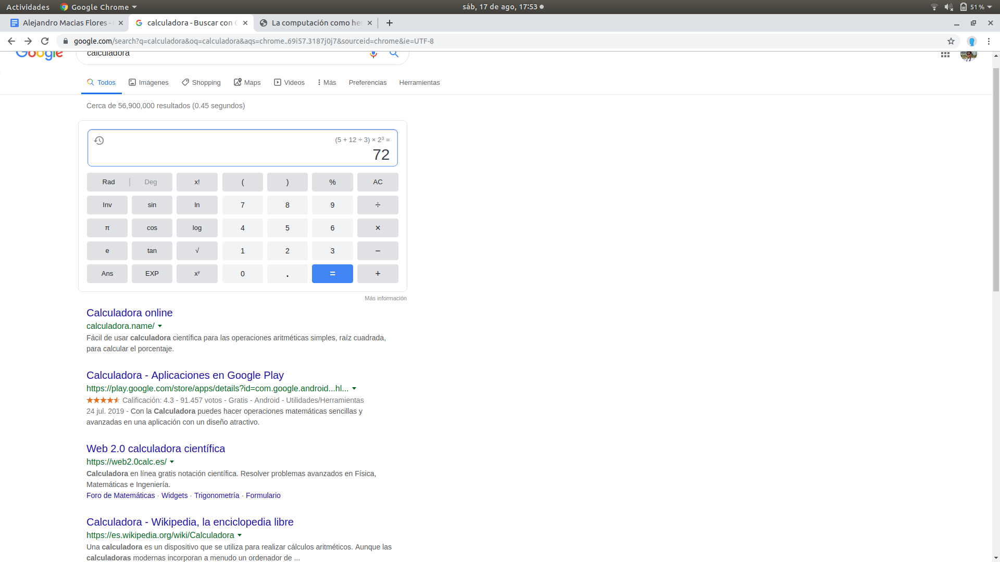 Actividades Google Chrome sáb, 17 de ago, 17:53 51 %
Alejandro Macias Flores - calculadora - Buscar con La computación como he
google.com/search?q=calculadora&oq=calculadora&aqs=chrome..69i57.3187j0j7&sourceid=chrome&ie=UTF-8
Google calculadora
Todos Imágenes Shopping Maps Videos Más Preferencias Herramientas
Cerca de 56,900,000 resultados (0.45 segundos)
(5 + 12 ÷ 3) × 2³ =
72
Rad Deg x! ( ) % AC
Inv sin ln 7 8 9 ÷
π cos log 4 5 6 ×
e tan √ 1 2 3 −
Ans EXP xʸ 0 . = +
Más información
Calculadora online
calculadora.name/
Fácil de usar calculadora científica para las operaciones aritméticas simples, raíz cuadrada,
para calcular el porcentaje.
Calculadora - Aplicaciones en Google Play
https://play.google.com/store/apps/details?id=com.google.android...hl...
Calificación: 4.3 - 91.457 votos - Gratis - Android - Utilidades/Herramientas
24 jul. 2019 - Con la Calculadora puedes hacer operaciones matemáticas sencillas y
avanzadas en una aplicación con un diseño atractivo.
Web 2.0 calculadora científica
https://web2.0calc.es/
Calculadora en línea gratis notación científica. Resolver problemas avanzados en Física,
Matemáticas e Ingeniería.
Foro de Matemáticas · Widgets · Trigonometría · Formulario
Calculadora - Wikipedia, la enciclopedia libre
https://es.wikipedia.org/wiki/Calculadora
Una calculadora es un dispositivo que se utiliza para realizar cálculos aritméticos. Aunque las
calculadoras modernas incorporan a menudo un ordenador de ...